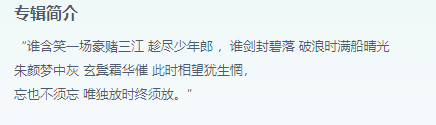 专辑简介
“谁含笑一场豪赌三江 趁尽少年郎 ，谁剑封碧落 破浪时满船晴光
朱颜梦中灰 玄鬓霜华催 此时相望犹生惘，
忘也不须忘 唯独放时终须放。”